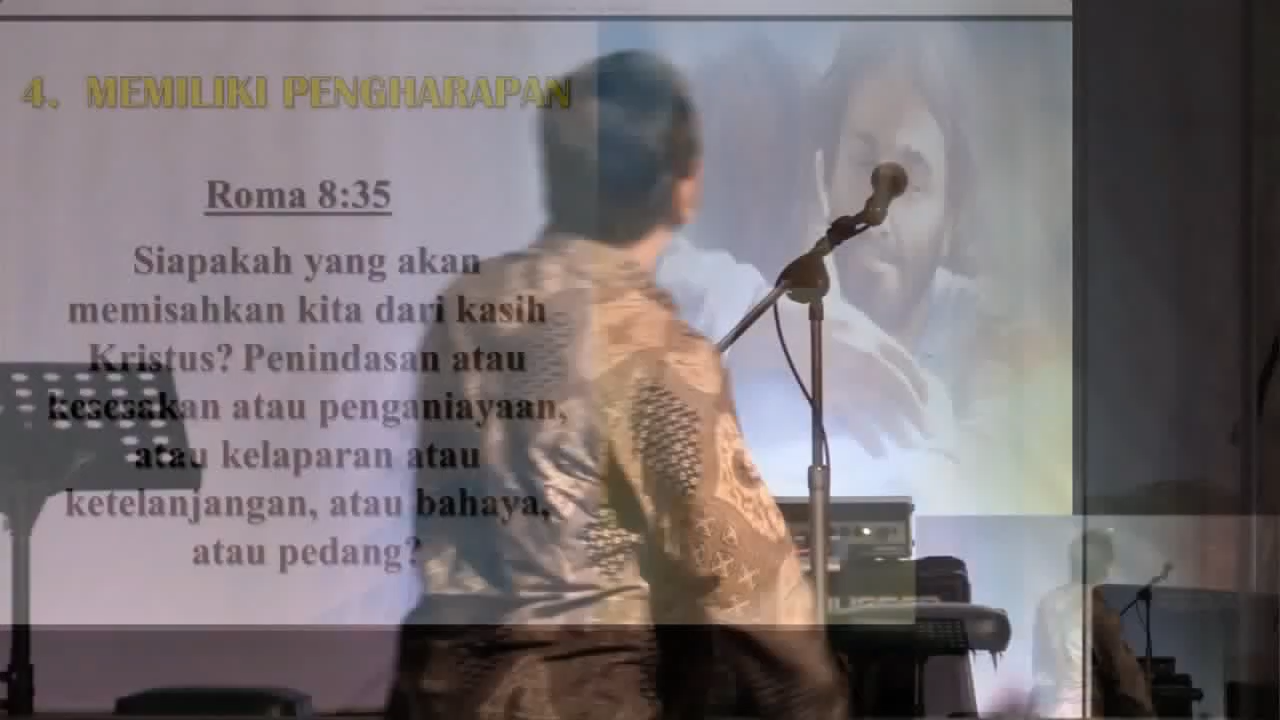 4. MEMILIKI PENGHARAPAN
Roma 8:35
Siapakah yang akan
memisahkan kita dari kasih
Kristus? Penindasan atau
kesesakan atau penganiayaan,
atau kelaparan atau
ketelanjangan, atau bahaya,
atau pedang?